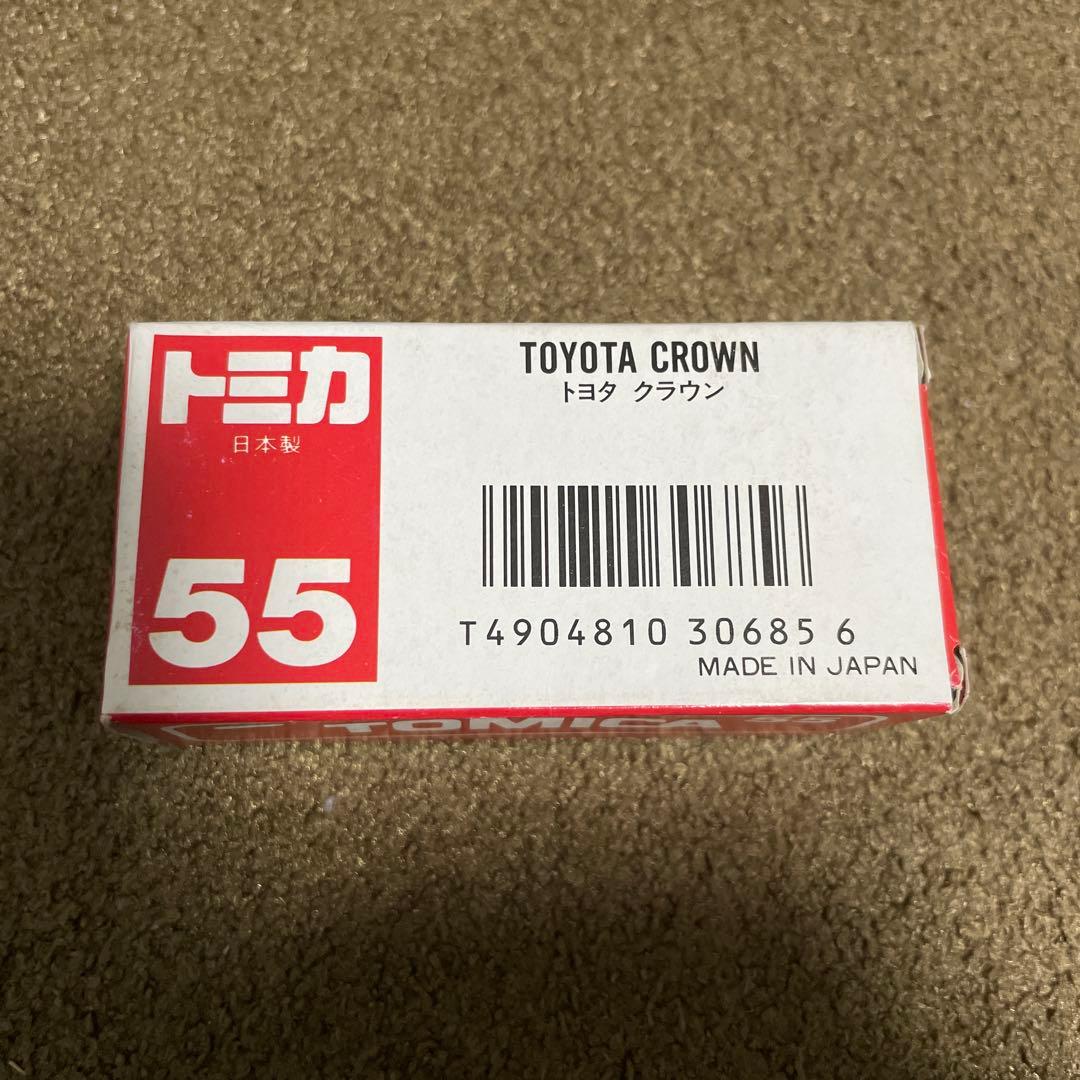 トミカ
日本製
55
TOYOTA CROWN
トヨタ クラウン
T4904810 30685 6
MADE IN JAPAN
TOMICA 55